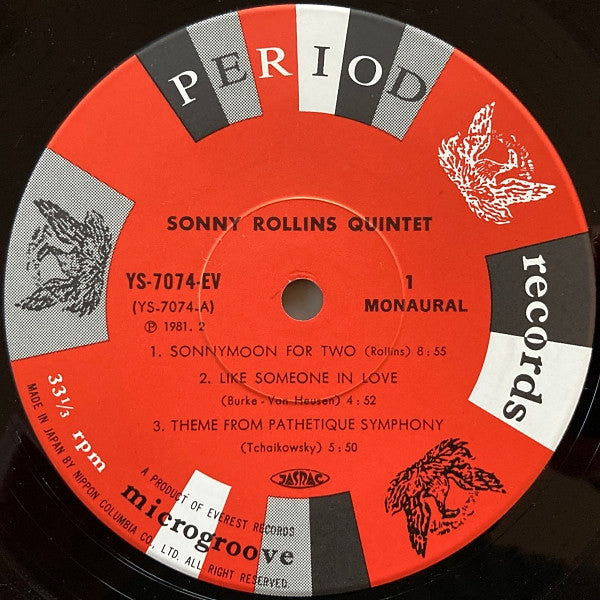 PERIOD
records
SONNY ROLLINS QUINTET
YS-7074-EV
(YS-7074-A)
Ⓟ 1981. 2
1
MONAURAL
1. SONNYMOON FOR TWO (Rollins) 8:55
2. LIKE SOMEONE IN LOVE
(Burke-Van Heusen) 4:52
3. THEME FROM PATHETIQUE SYMPHONY
(Tchaikowsky) 5:50
JASRAC
33 1/3 rpm
microgroove
A PRODUCT OF EVEREST RECORDS
MADE IN JAPAN BY NIPPON COLUMBIA CO., LTD. ALL RIGHT RESERVED